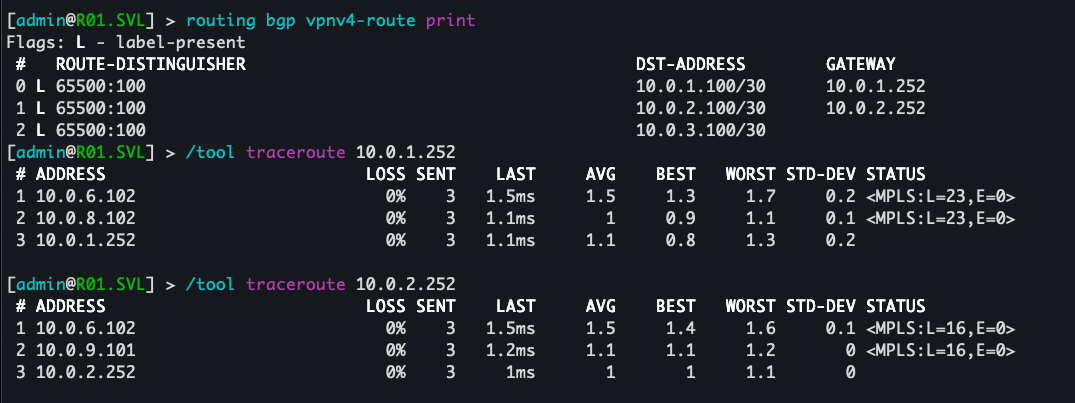 [admin@R01.SVL] > routing bgp vpnv4-route print
Flags: L - label-present
# ROUTE-DISTINGUISHER DST-ADDRESS GATEWAY
0 L 65500:100 10.0.1.100/30 10.0.1.252
1 L 65500:100 10.0.2.100/30 10.0.2.252
2 L 65500:100 10.0.3.100/30
[admin@R01.SVL] > /tool traceroute 10.0.1.252
# ADDRESS LOSS SENT LAST AVG BEST WORST STD-DEV STATUS
1 10.0.6.102 0% 3 1.5ms 1.5 1.3 1.7 0.2 <MPLS:L=23,E=0>
2 10.0.8.102 0% 3 1.1ms 1 0.9 1.1 0.1 <MPLS:L=23,E=0>
3 10.0.1.252 0% 3 1.1ms 1.1 0.8 1.3 0.2
[admin@R01.SVL] > /tool traceroute 10.0.2.252
# ADDRESS LOSS SENT LAST AVG BEST WORST STD-DEV STATUS
1 10.0.6.102 0% 3 1.5ms 1.5 1.4 1.6 0.1 <MPLS:L=16,E=0>
2 10.0.9.101 0% 3 1.2ms 1.1 1.1 1.2 0 <MPLS:L=16,E=0>
3 10.0.2.252 0% 3 1ms 1 1 1.1 0